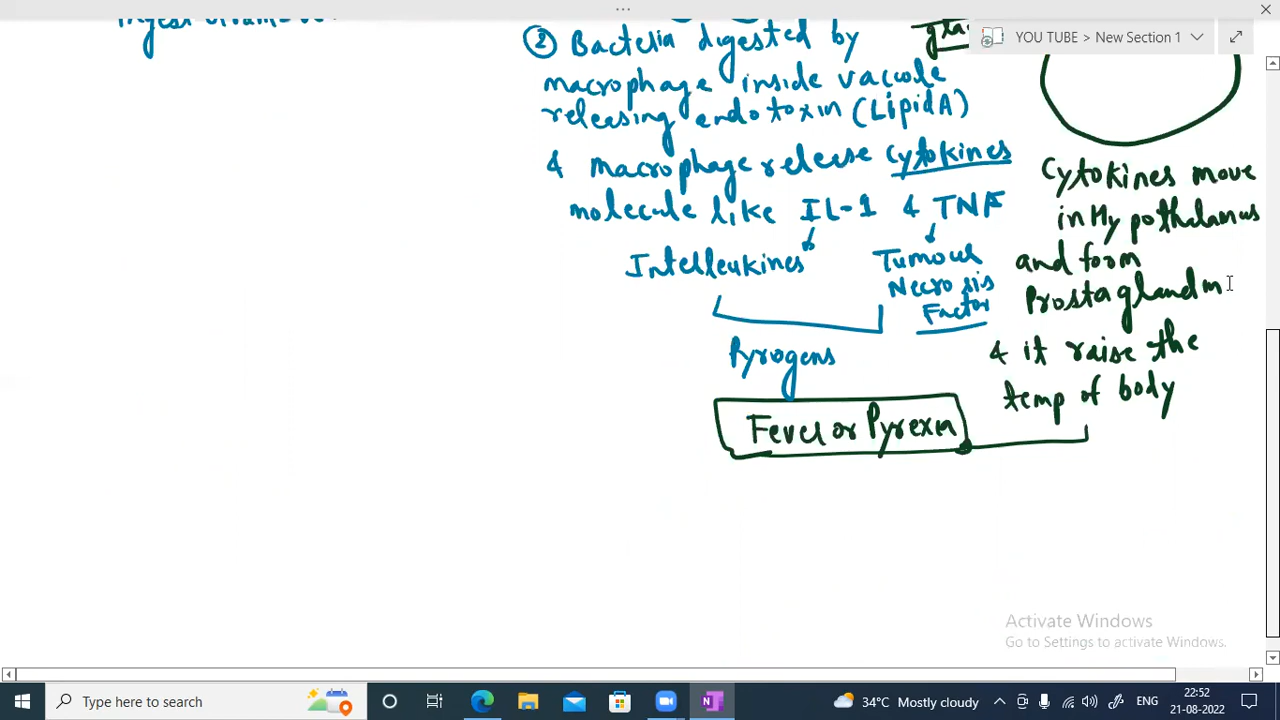 YOU TUBE > New Section 1
② Bacteria digested by
macrophage inside vacuole
releasing endotoxin (Lipid A)
& macrophage release cytokines
molecule like IL-1 & TNF
Interleukines
Tumour
Necrosis
Factor
Pyrogens
Fever or Pyrexia
Cytokines move
in Hypothalamus
and form
Prostaglandin
& it raise the
temp of body
Activate Windows
Go to Settings to activate Windows.
Type here to search
34°C Mostly cloudy
ENG
22:52
21-08-2022